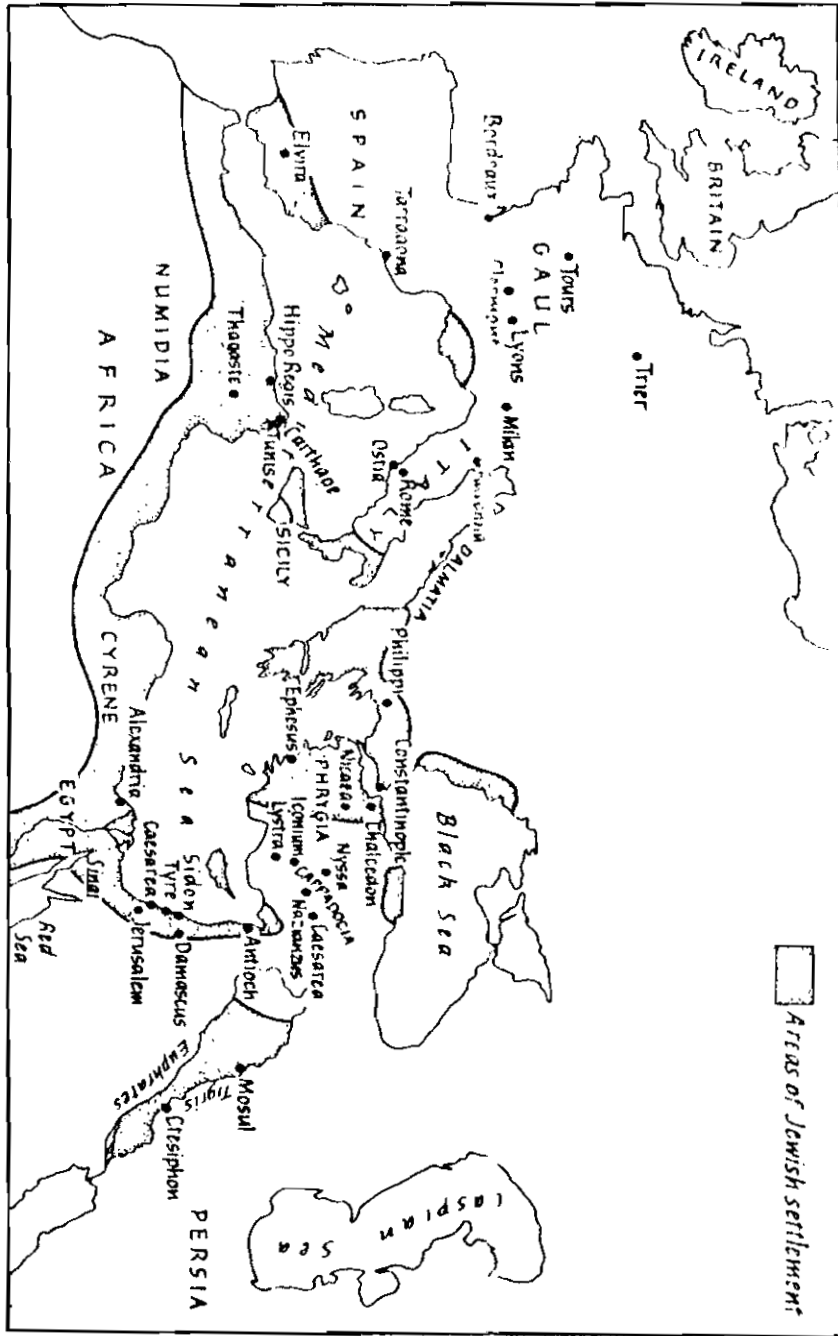 Areas of Jewish settlement
IRELAND
BRITAIN
Trier
Tours
GAUL
Lyons
Bordeaux
Milan
SPAIN
Elvira
ITALY
DALMATIA
Ostia
Rome
SICILY
Mediterranean Sea
Hippo Regis
Carthage
Tunise
Thagaste
NUMIDIA
AFRICA
CYRENE
Philippi
Constantinople
Chalcedon
Nicaea
PHRYGIA
Nyssa
Ephesus
Iconium
Lystra
CAPPADOCIA
Caesarea
Nazianzus
Black Sea
Caspian Sea
Antioch
Sidon
Tyre
Caesarea
Damascus
Jerusalem
Alexandria
EGYPT
Sinai
Red Sea
Mosul
Tigris
Euphrates
Ctesiphon
PERSIA